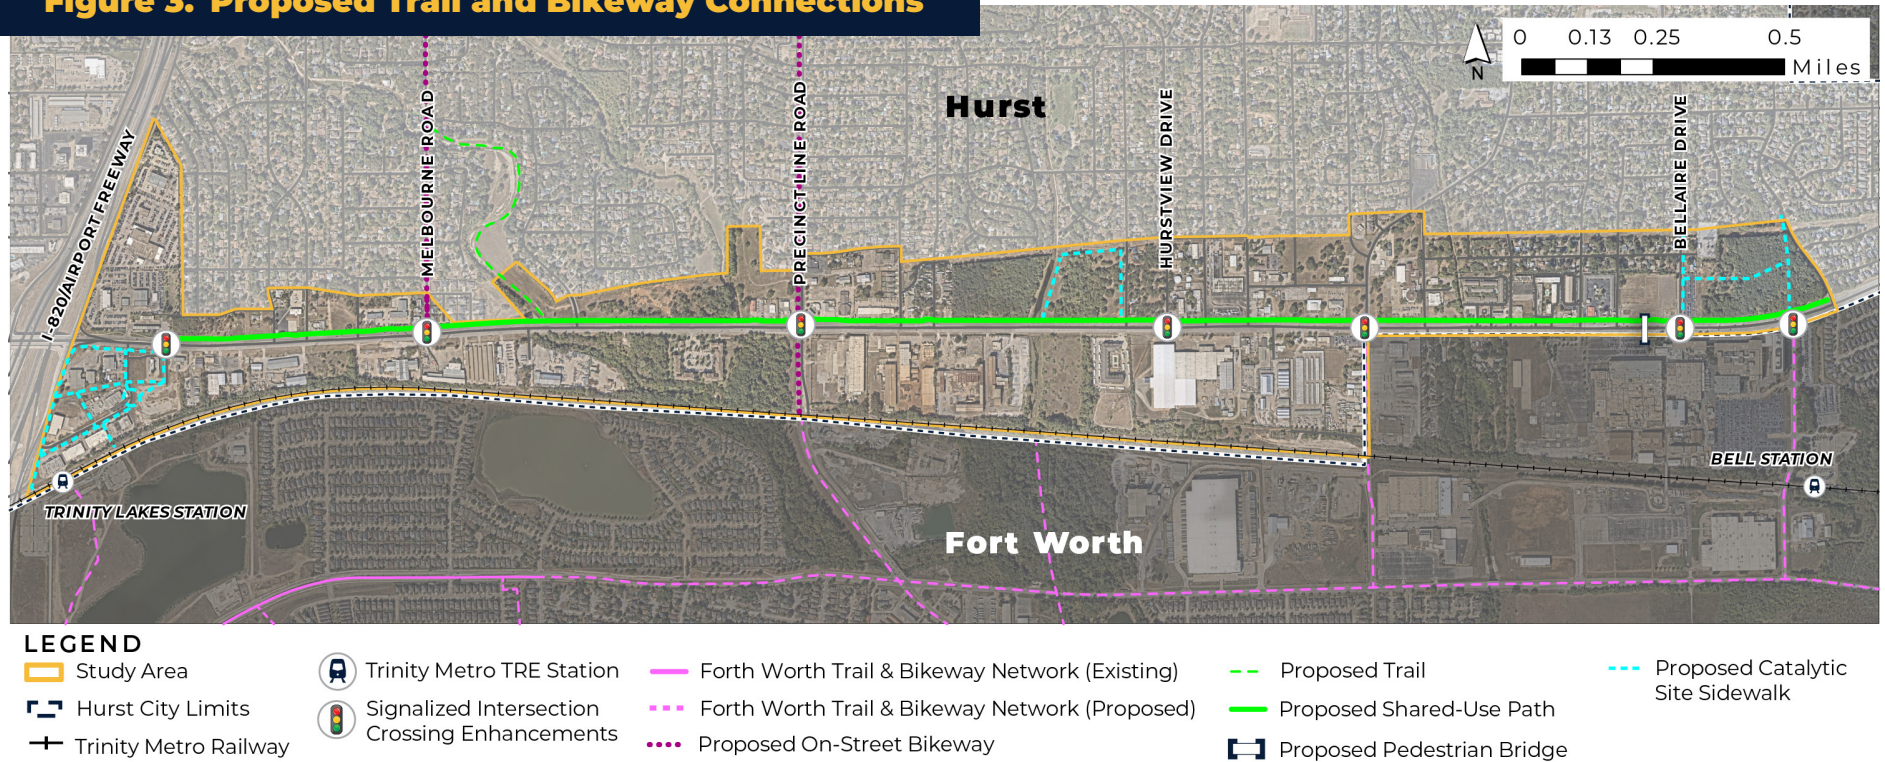 Figure 3. Proposed Trail and Bikeway Connections
0 0.13 0.25 0.5
Miles
N
Hurst
I-820/AIRPORT FREEWAY
MELBOURNE ROAD
PRECINCT LINE ROAD
HURSTVIEW DRIVE
BELLAIRE DRIVE
BELL STATION
TRINITY LAKES STATION
Fort Worth
LEGEND
Study Area
Hurst City Limits
Trinity Metro Railway
Trinity Metro TRE Station
Signalized Intersection
Crossing Enhancements
Forth Worth Trail & Bikeway Network (Existing)
Forth Worth Trail & Bikeway Network (Proposed)
Proposed On-Street Bikeway
Proposed Trail
Proposed Shared-Use Path
Proposed Pedestrian Bridge
Proposed Catalytic
Site Sidewalk